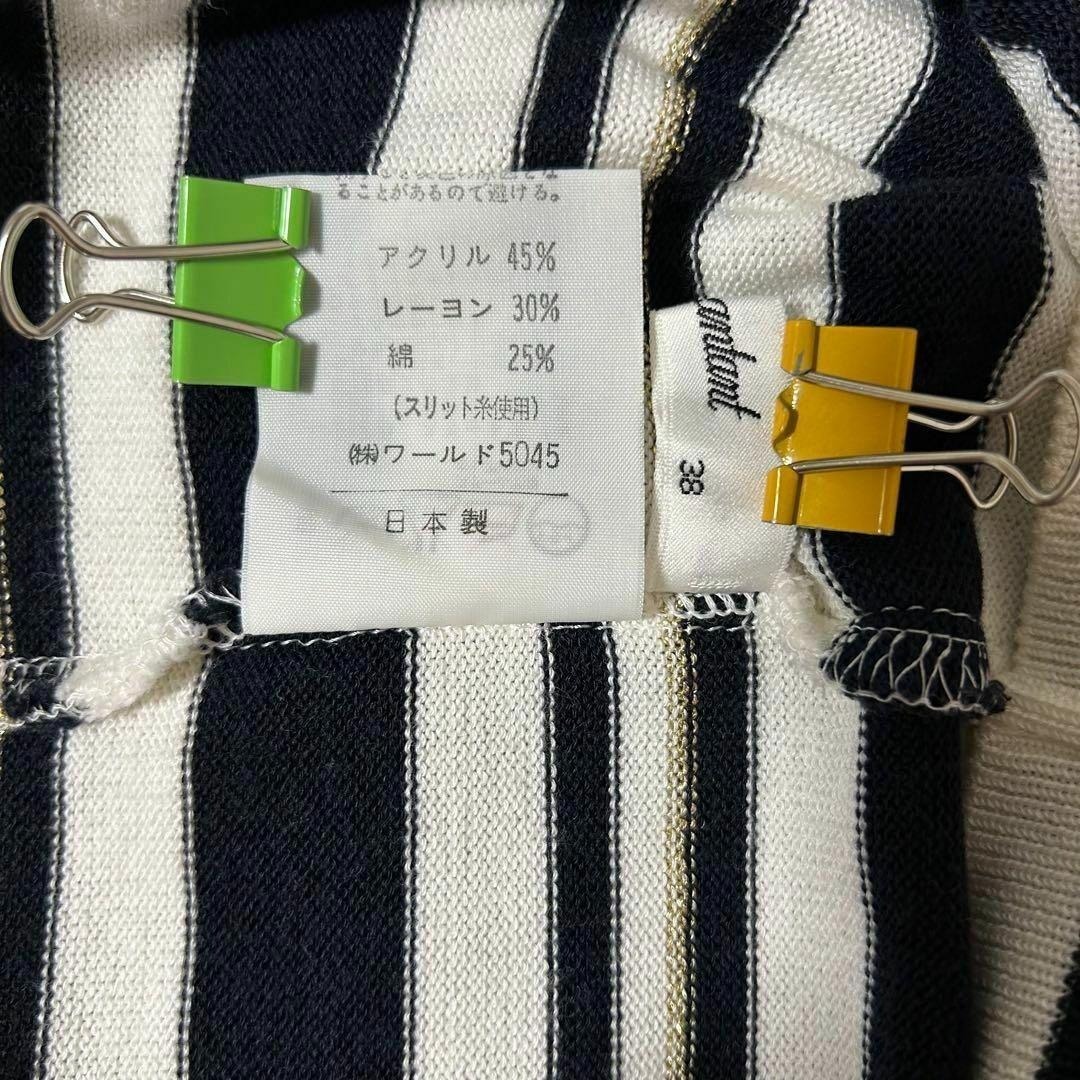 ることがあるので避ける。
アクリル 45%
レーヨン 30%
綿 25%
(スリット糸使用)
㈱ワールド5045
日本製
38